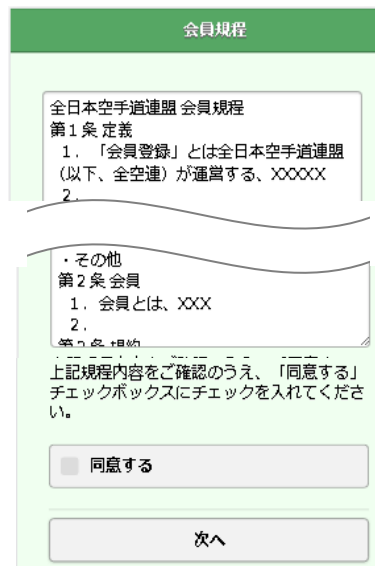 会員規程
全日本空手道連盟 会員規程
第1条 定義
1. 「会員登録」とは全日本空手道連盟
(以下、全空連)が運営する、XXXXX
2.
・その他
第2条 会員
1. 会員とは、XXX
2.
第2条 規約
上記規程内容をご確認のうえ、「同意する」
チェックボックスにチェックを入れてくださ
い。
同意する
次へ